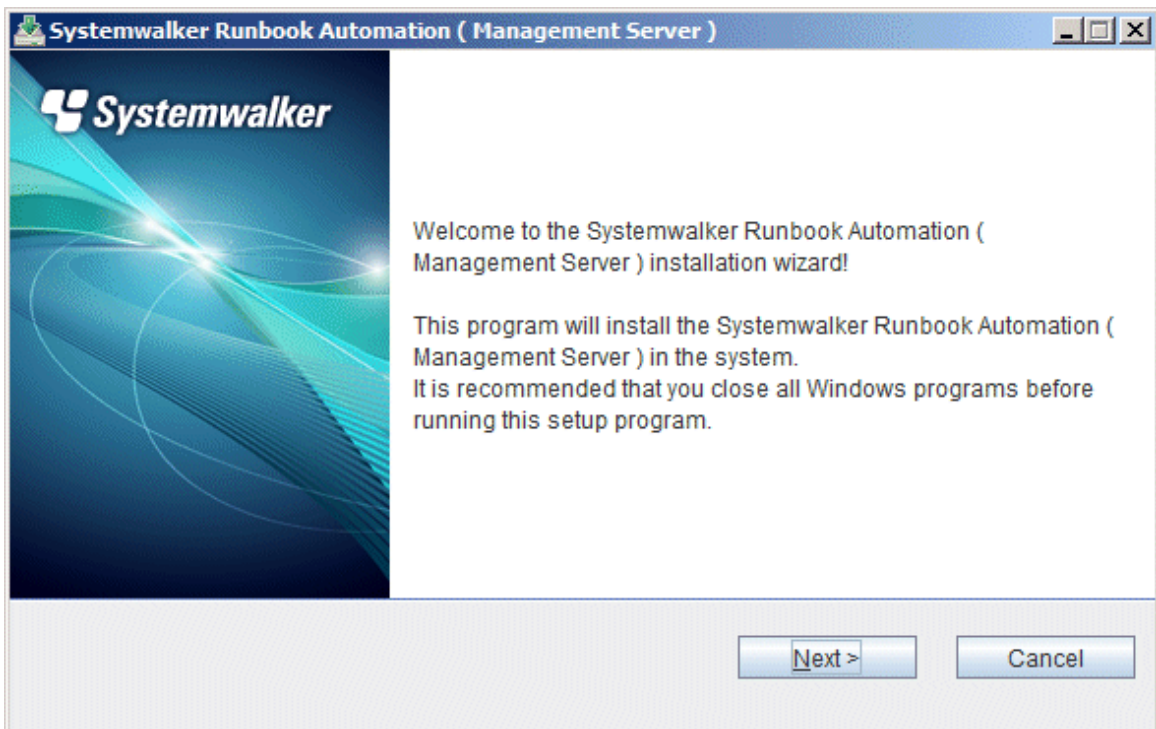 Systemwalker Runbook Automation ( Management Server )
Systemwalker
Welcome to the Systemwalker Runbook Automation (
Management Server ) installation wizard!
This program will install the Systemwalker Runbook Automation (
Management Server ) in the system.
It is recommended that you close all Windows programs before
running this setup program.
Next >
Cancel